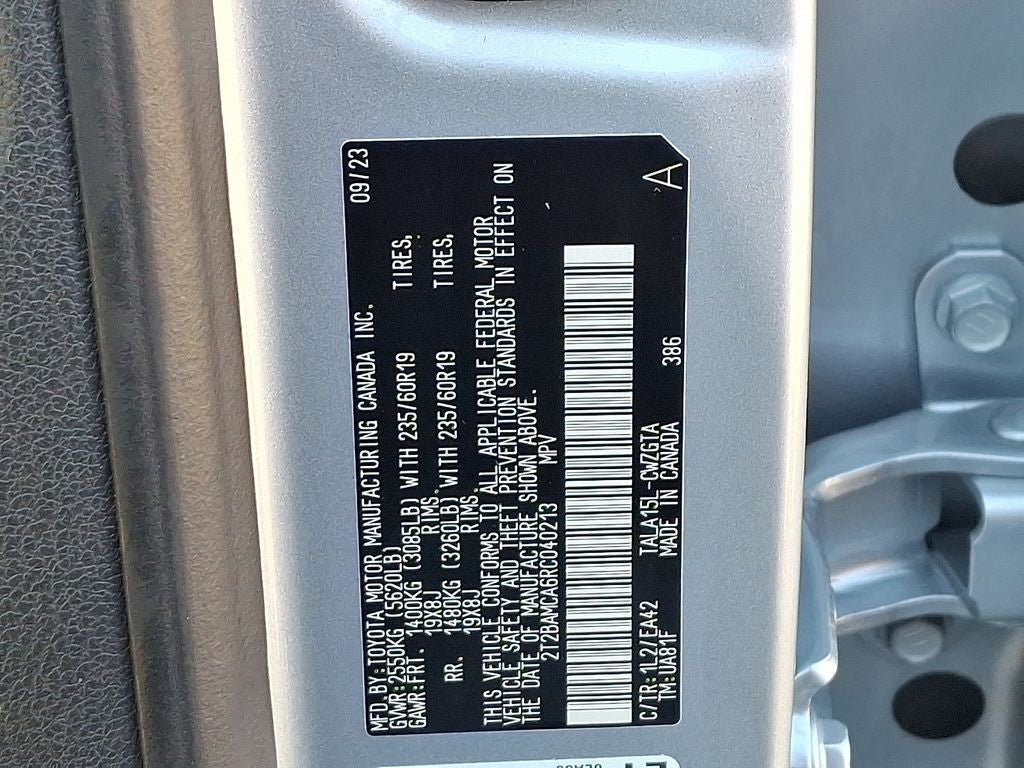 MFD.BY:TOYOTA MOTOR MANUFACTURING CANADA INC. 09/23
GVWR:2550KG (5620LB)
GAWR:FRT. 1400KG (3085LB) WITH 235/60R19 TIRES,
19X8J RIMS.
RR. 1480KG (3260LB) WITH 235/60R19 TIRES,
19X8J RIMS.
THIS VEHICLE CONFORMS TO ALL APPLICABLE FEDERAL MOTOR
VEHICLE SAFETY AND THEFT PREVENTION STANDARDS IN EFFECT ON
THE DATE OF MANUFACTURE SHOWN ABOVE.
2T2BAMCA6RC040213 MPV
C/TR:1L2/EA42 TALA15L-CWZGTA
TM:UA81F MADE IN CANADA 386
A